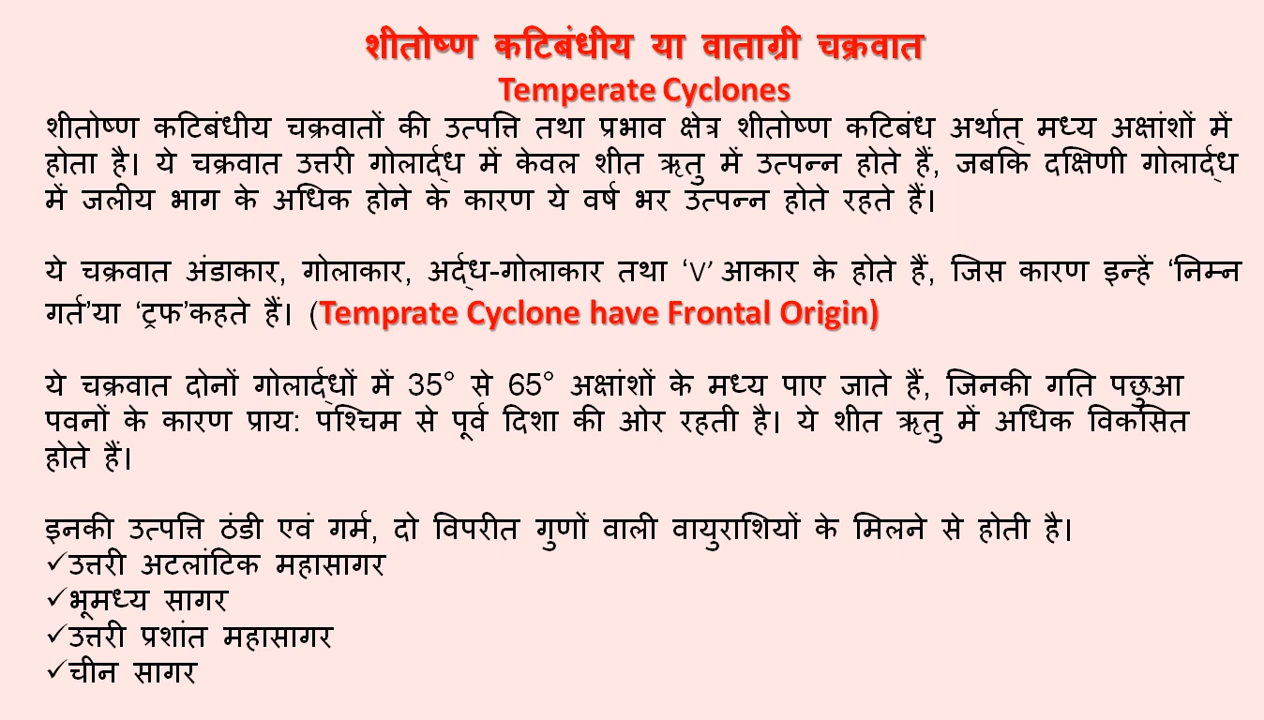 शीतोष्ण कटिबंधीय या वाताग्री चक्रवात
Temperate Cyclones
शीतोष्ण कटिबंधीय चक्रवातों की उत्पत्ति तथा प्रभाव क्षेत्र शीतोष्ण कटिबंध अर्थात् मध्य अक्षांशों में
होता है। ये चक्रवात उत्तरी गोलार्द्ध में केवल शीत ऋतु में उत्पन्न होते हैं, जबकि दक्षिणी गोलार्द्ध
में जलीय भाग के अधिक होने के कारण ये वर्ष भर उत्पन्न होते रहते हैं।
ये चक्रवात अंडाकार, गोलाकार, अर्द्ध-गोलाकार तथा ‘V’ आकार के होते हैं, जिस कारण इन्हें ‘निम्न
गर्त’या ‘ट्रफ’कहते हैं। (Temprate Cyclone have Frontal Origin)
ये चक्रवात दोनों गोलार्द्धों में 35° से 65° अक्षांशों के मध्य पाए जाते हैं, जिनकी गति पछुआ
पवनों के कारण प्राय: पश्चिम से पूर्व दिशा की ओर रहती है। ये शीत ऋतु में अधिक विकसित
होते हैं।
इनकी उत्पत्ति ठंडी एवं गर्म, दो विपरीत गुणों वाली वायुराशियों के मिलने से होती है।
✓उत्तरी अटलांटिक महासागर
✓भूमध्य सागर
✓उत्तरी प्रशांत महासागर
✓चीन सागर